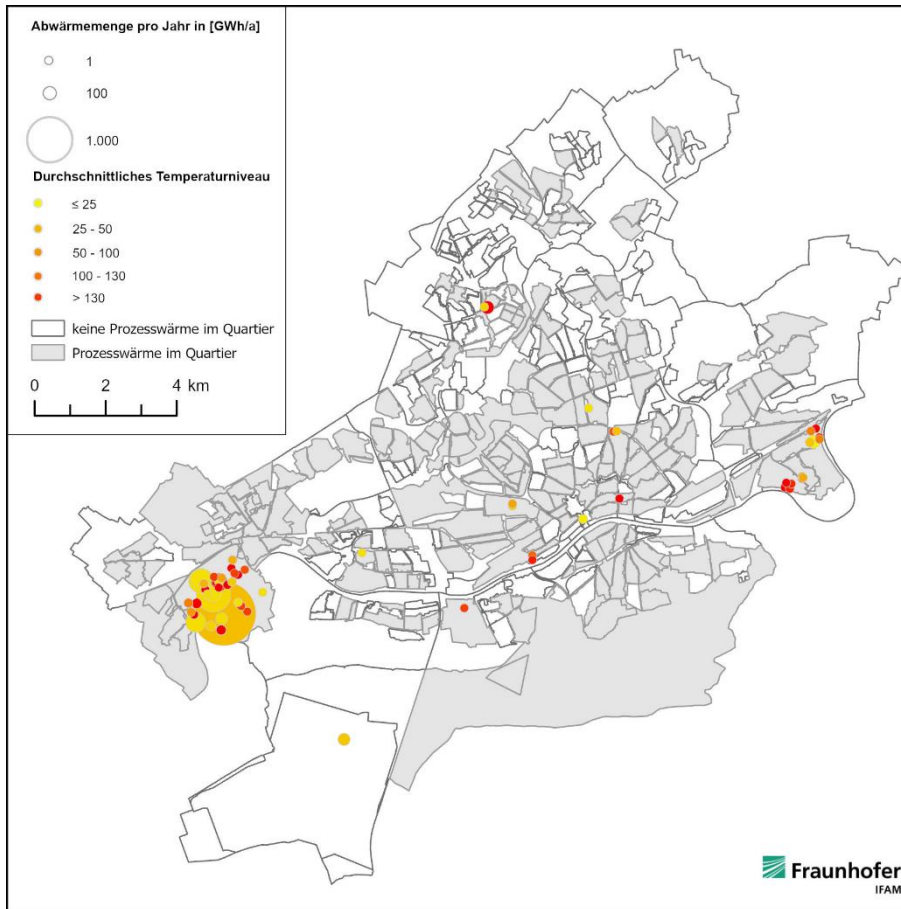 Abwärmemenge pro Jahr in [GWh/a]
1
100
1.000
Durchschnittliches Temperaturniveau
≤ 25
25 - 50
50 - 100
100 - 130
> 130
keine Prozesswärme im Quartier
Prozesswärme im Quartier
0 2 4 km
Fraunhofer
IFAM